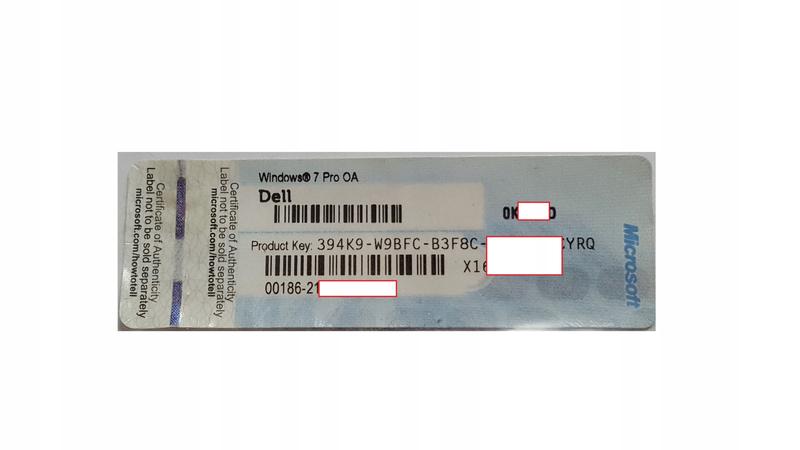 Certificate of Authenticity
Label not to be sold separately
microsoft.com/howtotell
Certificate of Authenticity
Label not to be sold separately
microsoft.com/howtotell
Windows® 7 Pro OA
Dell
Product Key: 394K9-W9BFC-B3F8C- CYRQ
00186-21
Microsoft